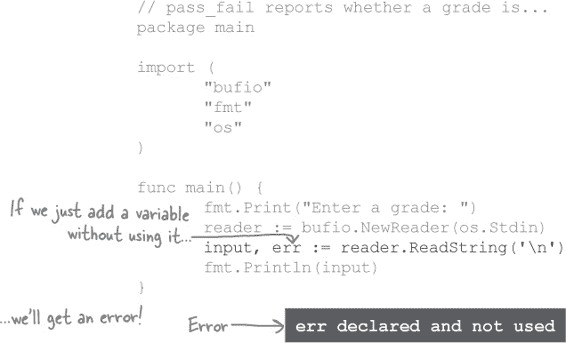 // pass_fail reports whether a grade is...
package main
import (
"bufio"
"fmt"
"os"
)
func main() {
If we just add a variable
fmt.Print("Enter a grade: ")
without using it...
reader := bufio.NewReader(os.Stdin)
input, err := reader.ReadString('\n')
fmt.Println(input)
}
...we'll get an error!
Error
err declared and not used